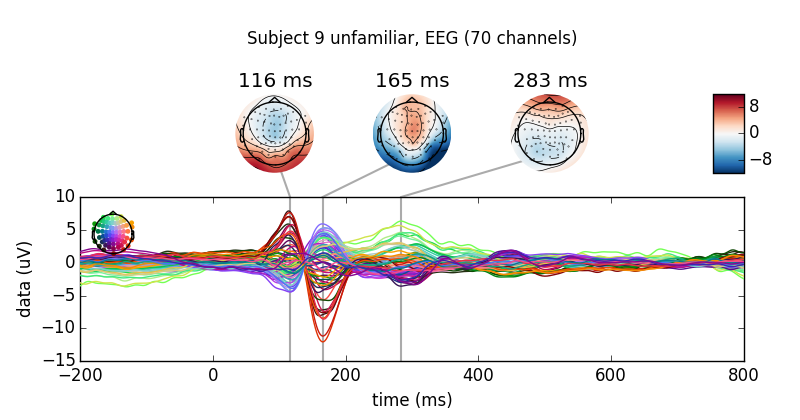 Subject 9 unfamiliar, EEG (70 channels)
116 ms 165 ms 283 ms
8
0
−8
10
5
0
−5
−10
−15
data (uV)
−200 0 200 400 600 800
time (ms)